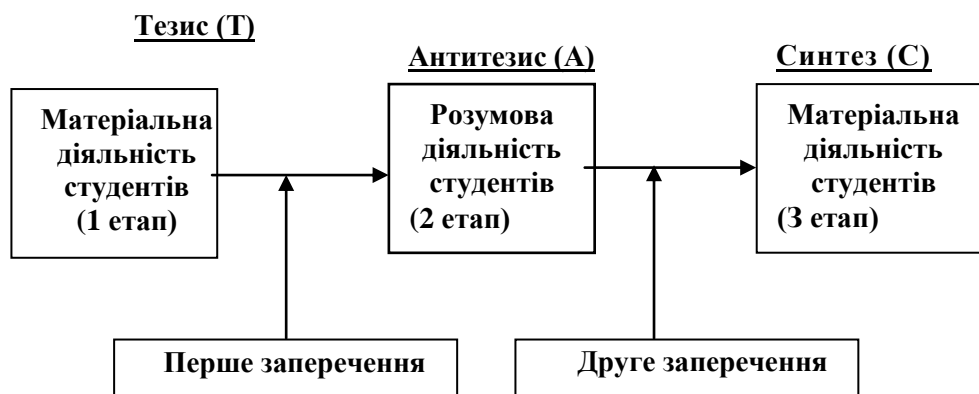 Тезис (Т)
Антитезис (А)
Синтез (С)
Матеріальна
діяльність
студентів
(1 етап)
Розумова
діяльність
студентів
(2 етап)
Матеріальна
діяльність
студентів
(3 етап)
Перше заперечення
Друге заперечення